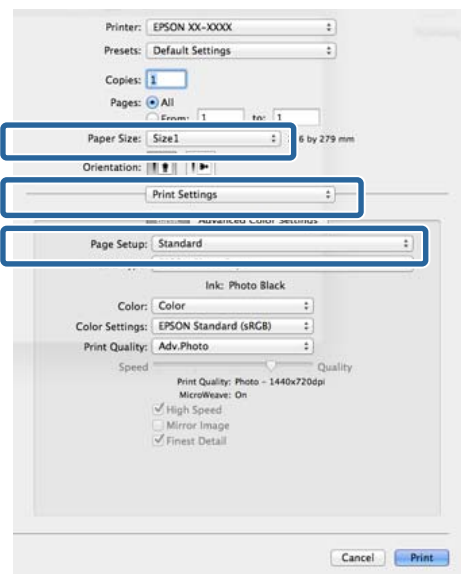 Printer: EPSON XX-XXXX
Presets: Default Settings
Copies: 1
Pages: All
From: 1 to: 1
Paper Size: Size1 6 by 279 mm
Orientation:
Print Settings
Advanced Color Settings
Page Setup: Standard
Ink: Photo Black
Color: Color
Color Settings: EPSON Standard (sRGB)
Print Quality: Adv.Photo
Speed Quality
Print Quality: Photo - 1440x720dpi
MicroWeave: On
High Speed
Mirror Image
Finest Detail
Cancel Print